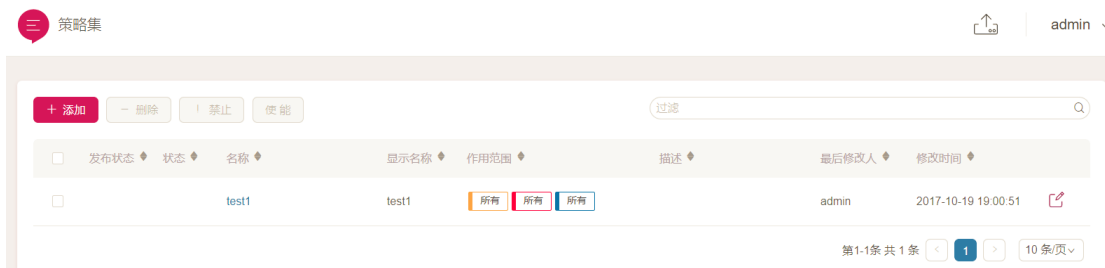 策略集
admin
+ 添加 － 删除 ! 禁止 使 能 过滤
发布状态 状态 名称 显示名称 作用范围 描述 最后修改人 修改时间
test1 test1 所有 所有 所有 admin 2017-10-19 19:00:51
第1-1条 共 1 条 < 1 > 10 条/页